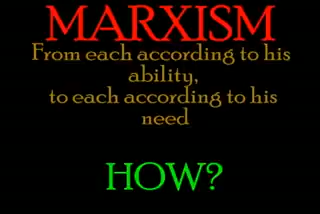 MARXISM
From each according to his
ability,
to each according to his
need
HOW?